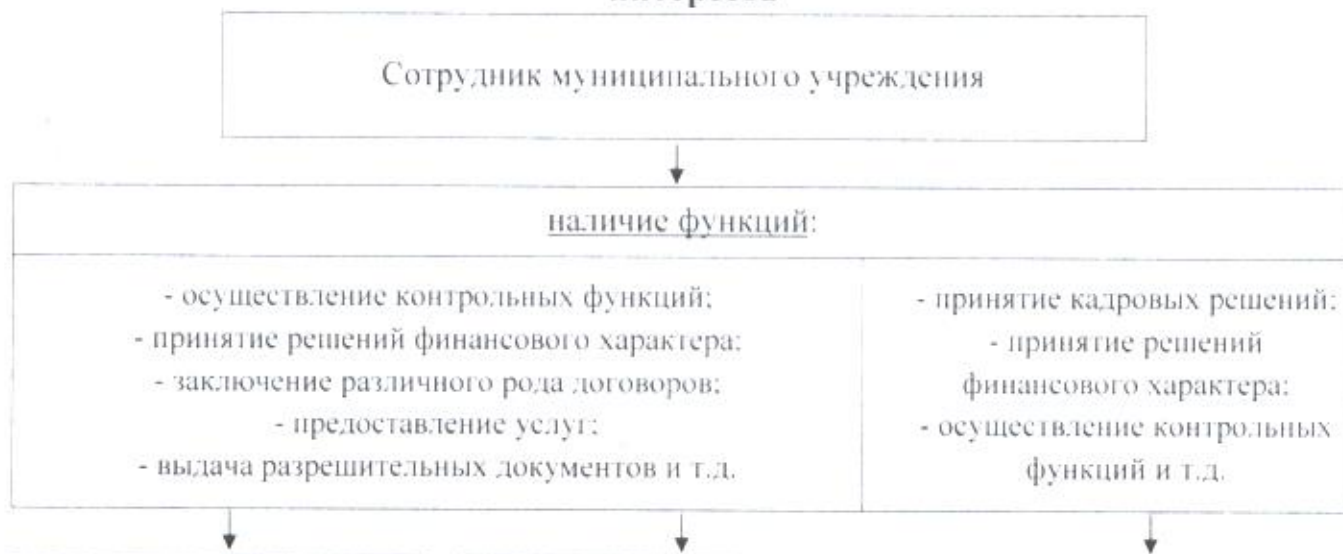 Сотрудник муниципального учреждения
наличие функций:
- осуществление контрольных функций;
- принятие решений финансового характера;
- заключение различного рода договоров;
- предоставление услуг;
- выдача разрешительных документов и т.д.
- принятие кадровых решений;
- принятие решений
финансового характера;
- осуществление контрольных
функций и т.д.